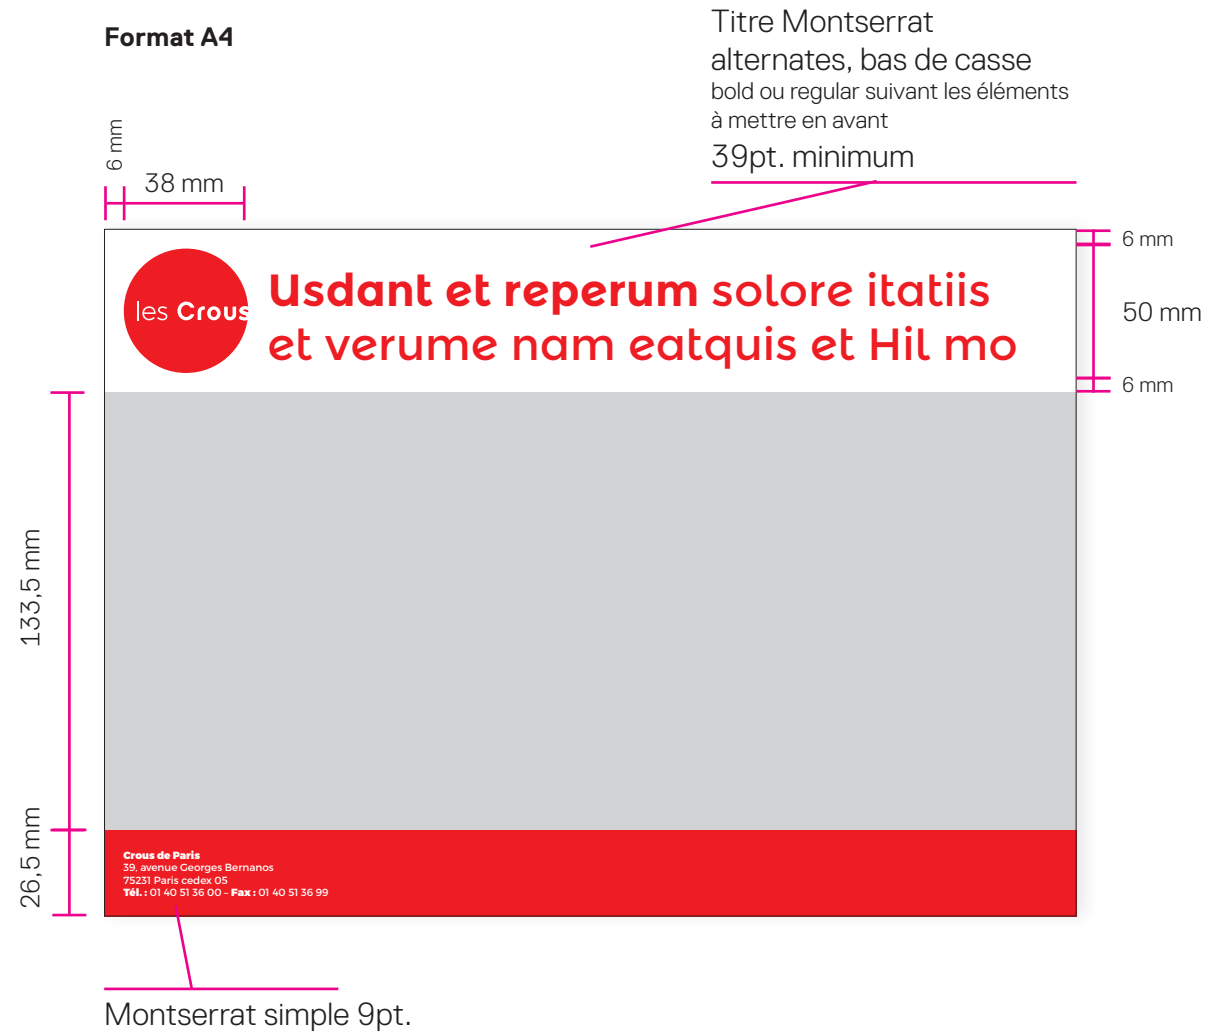 Format A4
Titre Montserrat
alternates, bas de casse
bold ou regular suivant les éléments
à mettre en avant
39pt. minimum
6 mm
38 mm
6 mm
50 mm
6 mm
les Crous
Usdant et reperum solore itatiis
et verume nam eatquis et Hil mo
133,5 mm
26,5 mm
Crous de Paris
39, avenue Georges Bernanos
75231 Paris cedex 05
Tél. : 01 40 51 36 00 – Fax : 01 40 51 36 99
Montserrat simple 9pt.